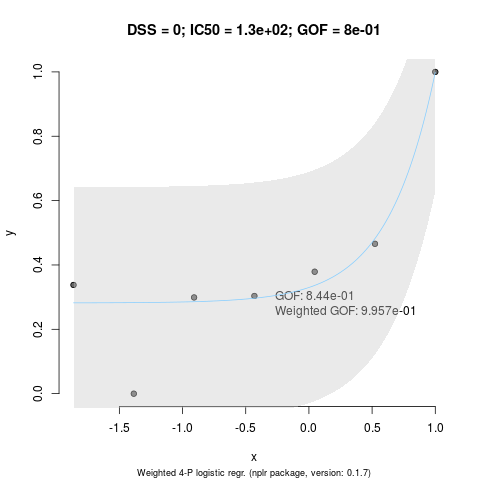 DSS = 0; IC50 = 1.3e+02; GOF = 8e-01
1.0
0.8
0.6
0.4
0.2
0.0
y
GOF: 8.44e-01
Weighted GOF: 9.957e-01
-1.5 -1.0 -0.5 0.0 0.5 1.0
x
Weighted 4-P logistic regr. (nplr package, version: 0.1.7)